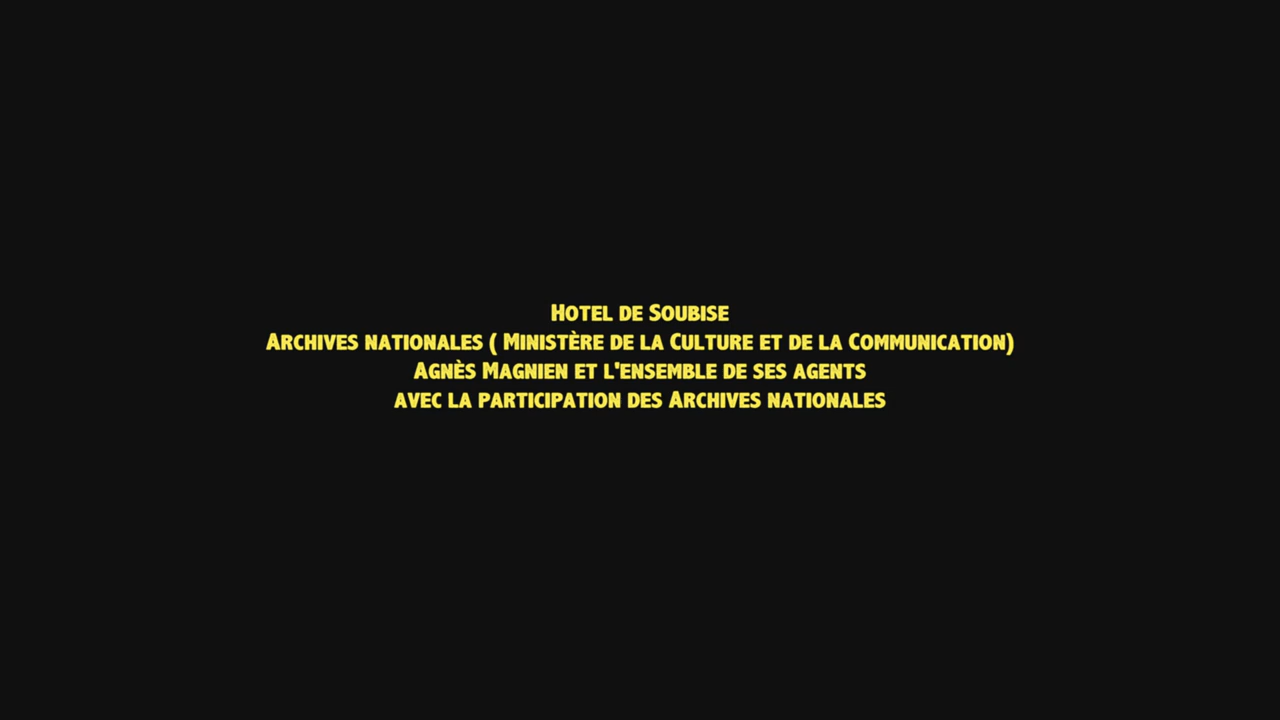 Hotel de Soubise
Archives nationales ( Ministère de la Culture et de la Communication)
Agnès Magnien et l'ensemble de ses agents
avec la participation des Archives nationales